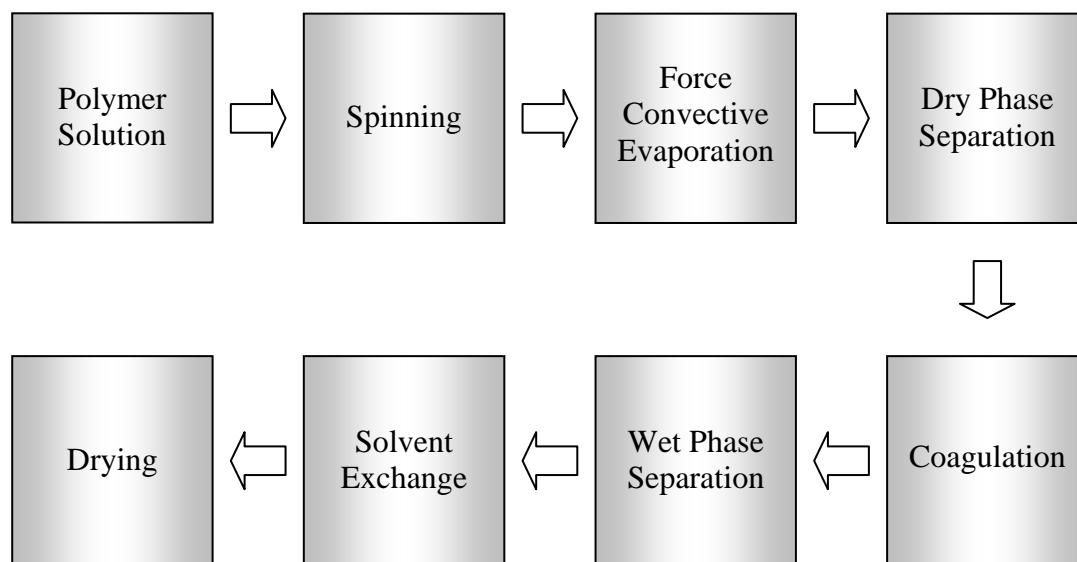 Polymer
Solution
Spinning
Force
Convective
Evaporation
Dry Phase
Separation
Coagulation
Wet Phase
Separation
Solvent
Exchange
Drying